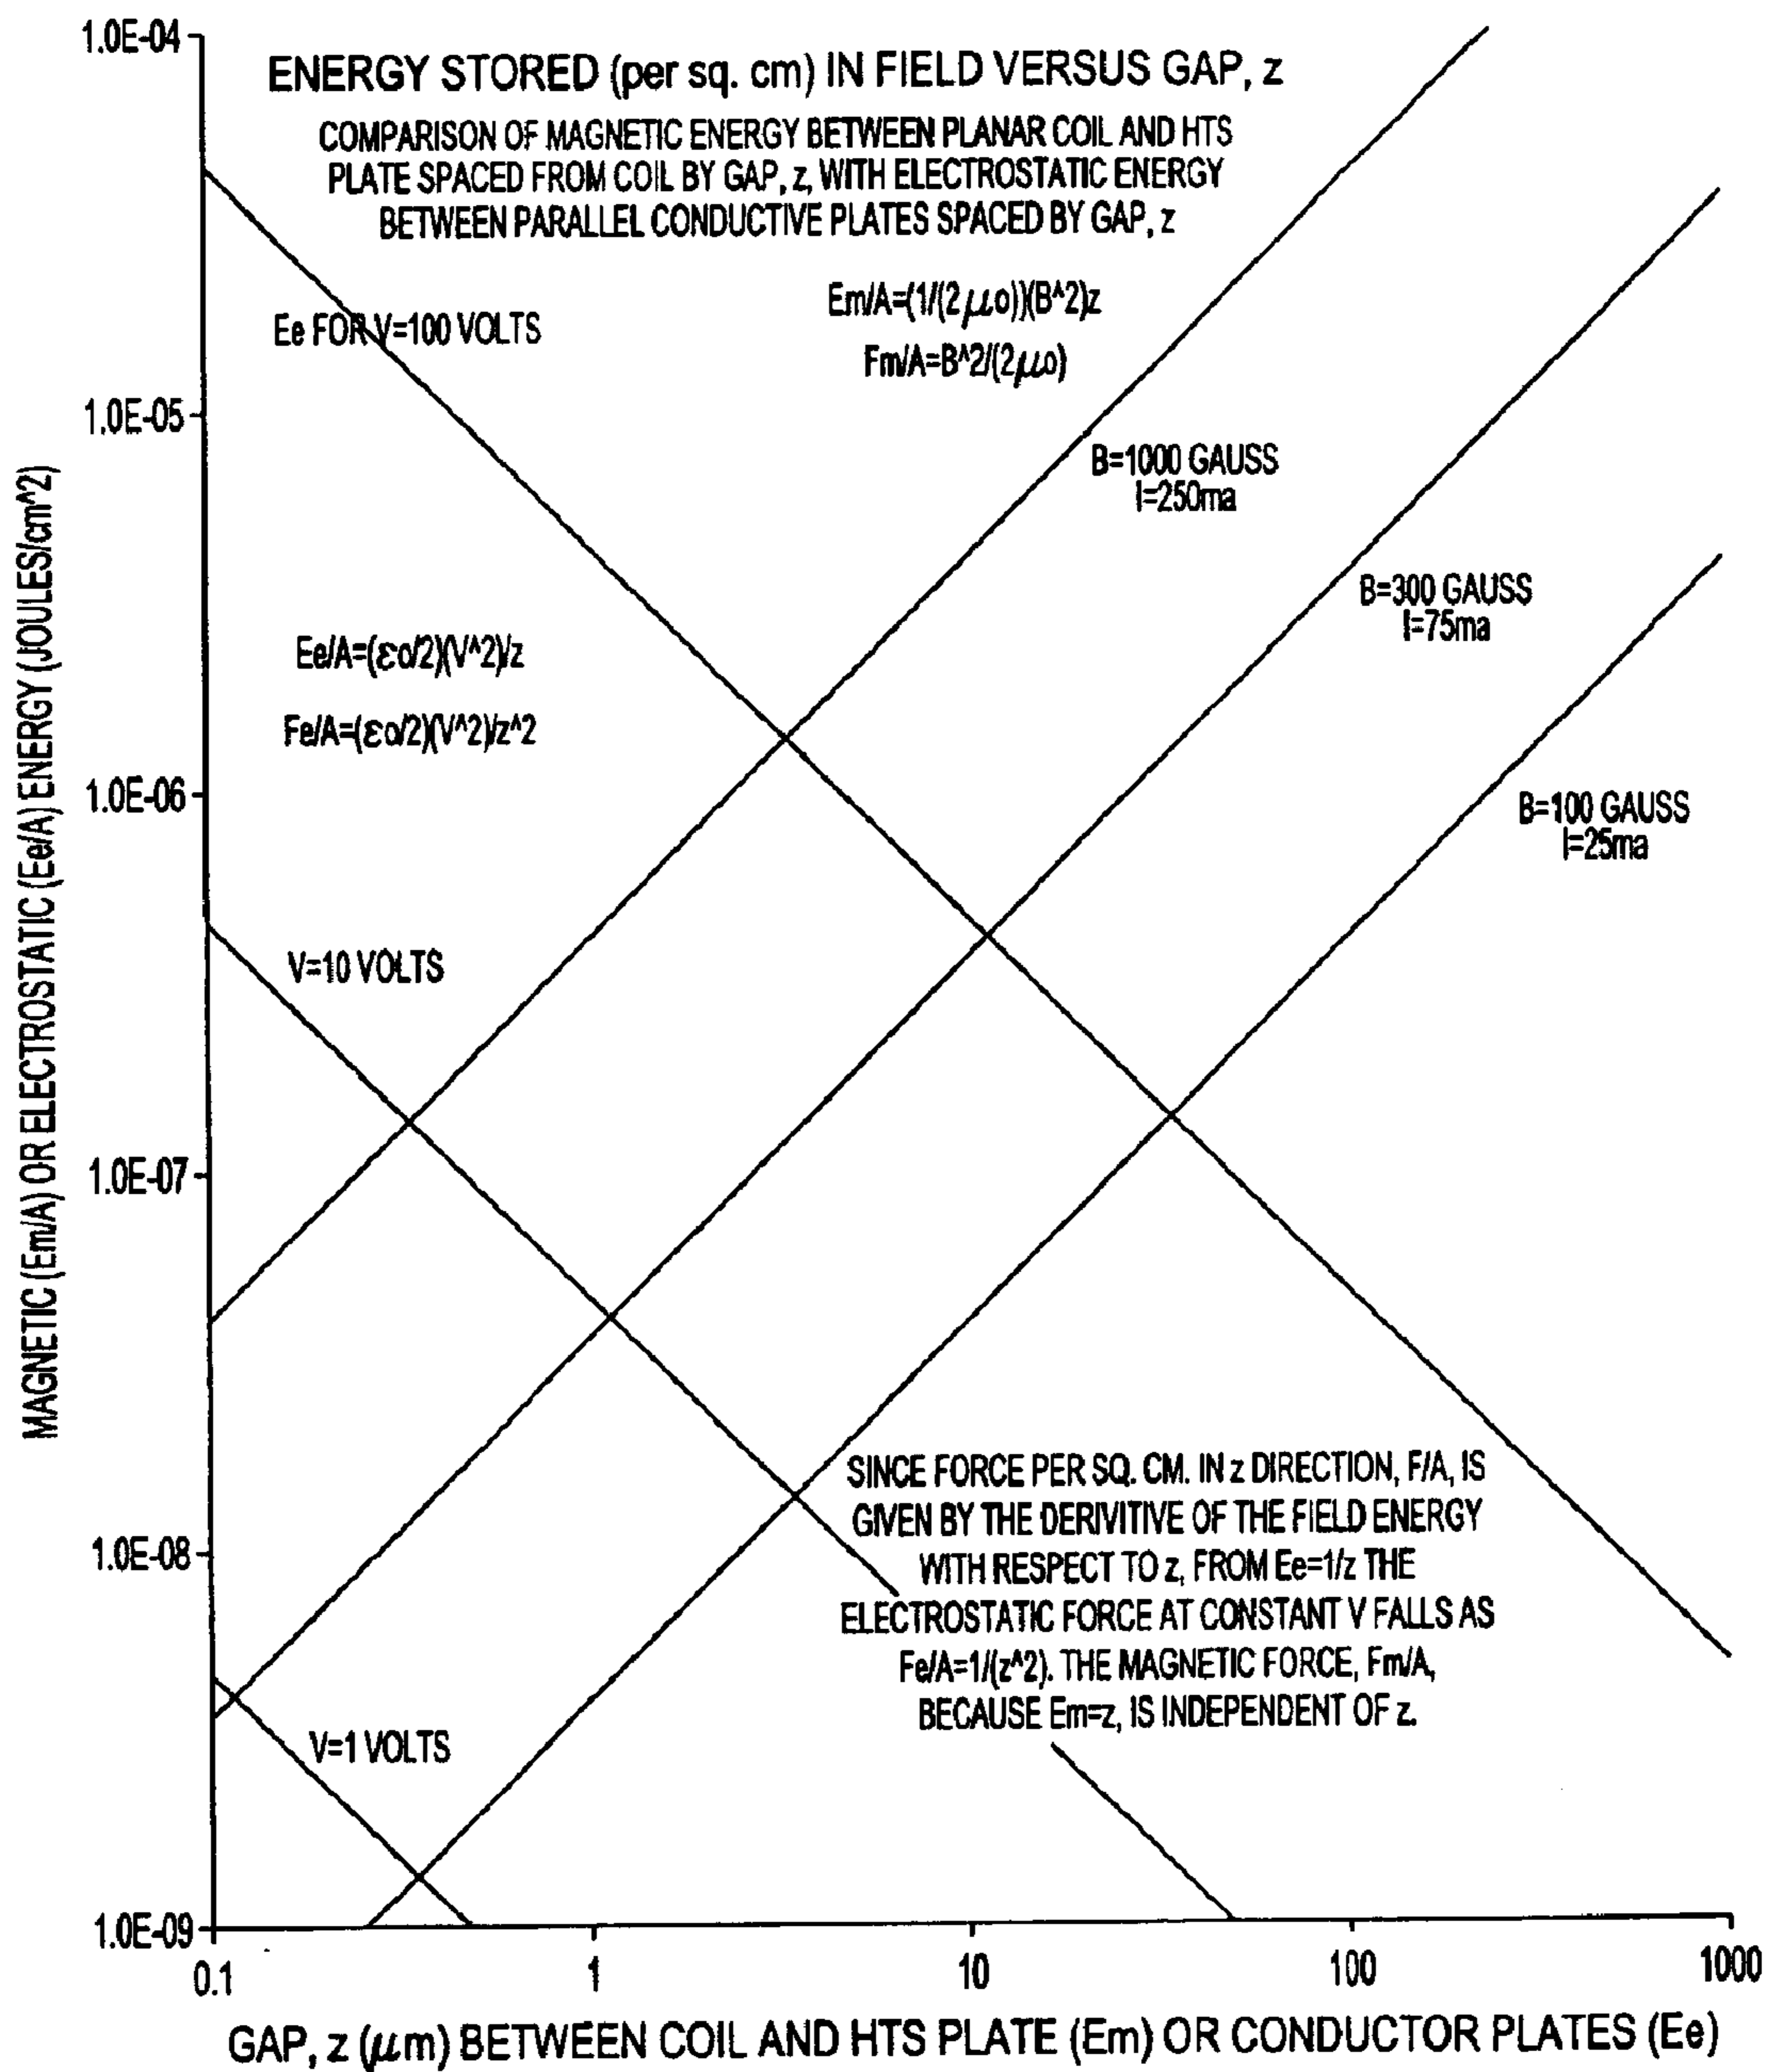 1.0E-04
ENERGY STORED (per sq. cm) IN FIELD VERSUS GAP, z
COMPARISON OF MAGNETIC ENERGY BETWEEN PLANAR COIL AND HTS
PLATE SPACED FROM COIL BY GAP, z, WITH ELECTROSTATIC ENERGY
BETWEEN PARALLEL CONDUCTIVE PLATES SPACED BY GAP, z
Em/A=(1/(2μo))(B^2)z
Fm/A=B^2/(2μo)
Ee FOR V=100 VOLTS
1.0E-05
B=1000 GAUSS
I=250ma
B=300 GAUSS
I=75ma
Ee/A=(εo/2)(V^2)/z
Fe/A=(εo/2)(V^2)/z^2
1.0E-06
B=100 GAUSS
I=25ma
V=10 VOLTS
1.0E-07
MAGNETIC (Em/A) OR ELECTROSTATIC (Ee/A) ENERGY (JOULES/cm^2)
SINCE FORCE PER SQ. CM. IN z DIRECTION, F/A, IS
GIVEN BY THE DERIVITIVE OF THE FIELD ENERGY
WITH RESPECT TO z, FROM Ee=1/z THE
ELECTROSTATIC FORCE AT CONSTANT V FALLS AS
Fe/A=1/(z^2). THE MAGNETIC FORCE, Fm/A,
BECAUSE Em=z, IS INDEPENDENT OF z.
1.0E-08
V=1 VOLTS
1.0E-09
0.1 1 10 100 1000
GAP, z (μm) BETWEEN COIL AND HTS PLATE (Em) OR CONDUCTOR PLATES (Ee)